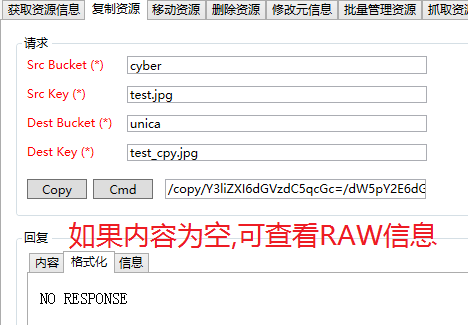 获取资源信息 复制资源 移动资源 删除资源 修改元信息 批量管理资源 抓取资源
请求
Src Bucket (*) cyber
Src Key (*) test.jpg
Dest Bucket (*) unica
Dest Key (*) test_cpy.jpg
Copy Cmd /copy/Y3liZXI6dGVzdC5qcGc=/dW5pY2E6dG
如果内容为空,可查看RAW信息
回复
内容 格式化 信息
NO RESPONSE